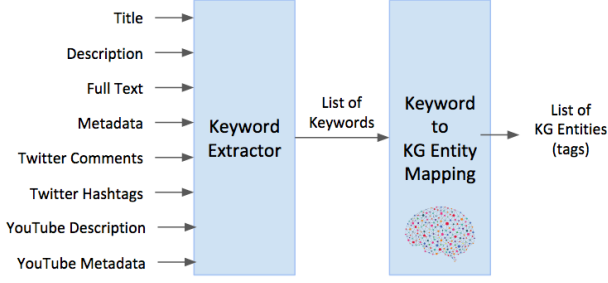 Title
Description
Full Text
Metadata
Twitter Comments
Twitter Hashtags
YouTube Description
YouTube Metadata
Keyword
Extractor
List of
Keywords
Keyword
to
KG Entity
Mapping
List of
KG Entities
(tags)